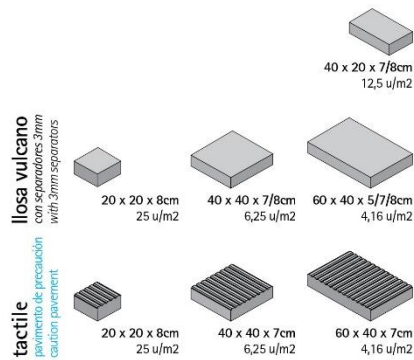 40 x 20 x 7/8cm
12,5 u/m2
llosa vulcano
con separadores 3mm
with 3mm separators
20 x 20 x 8cm
25 u/m2
40 x 40 x 7/8cm
6,25 u/m2
60 x 40 x 5/7/8cm
4,16 u/m2
tactile
pavimento de precaución
caution pavement
20 x 20 x 8cm
25 u/m2
40 x 40 x 7cm
6,25 u/m2
60 x 40 x 7cm
4,16 u/m2